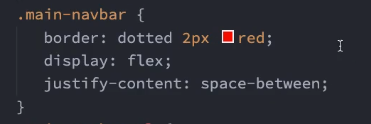 .main-navbar {
border: dotted 2px red;
display: flex;
justify-content: space-between;
}